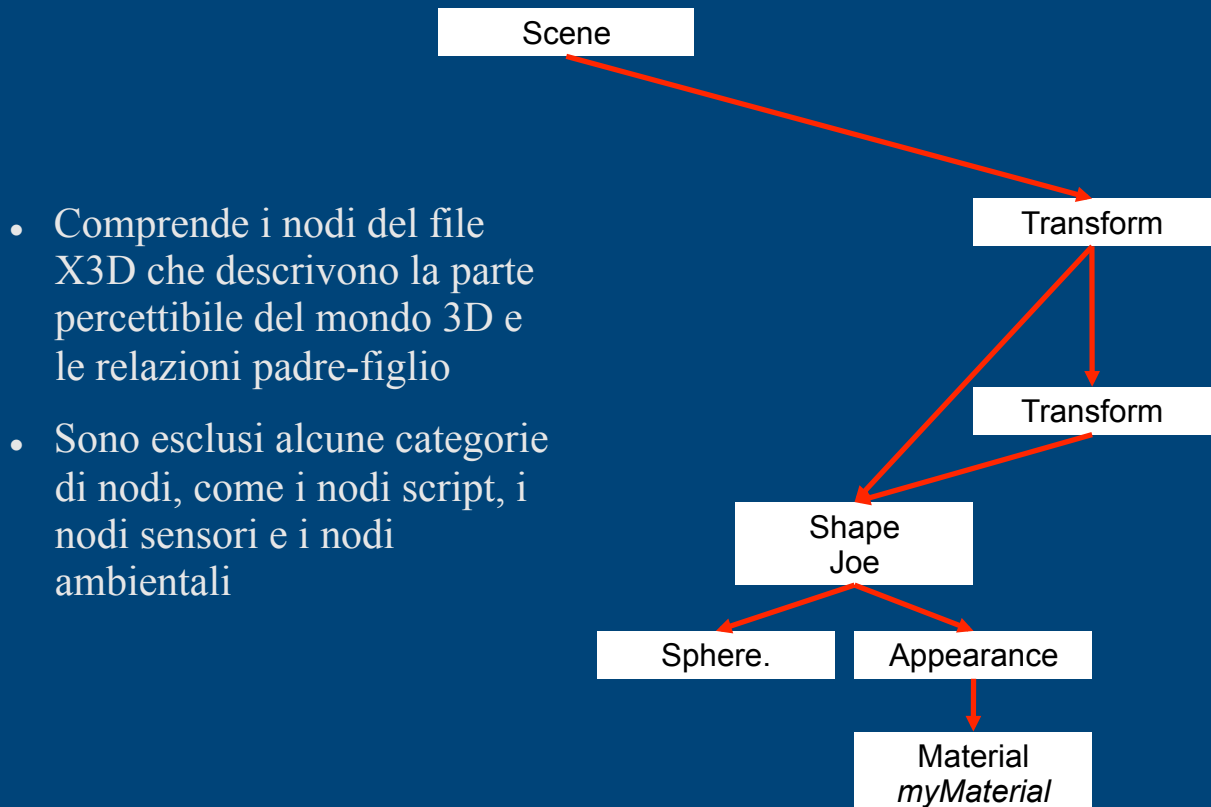 Scene
Transform
● Comprende i nodi del file
X3D che descrivono la parte
percettibile del mondo 3D e
le relazioni padre-figlio
● Sono esclusi alcune categorie
di nodi, come i nodi script, i
nodi sensori e i nodi
ambientali
Transform
Shape
Joe
Sphere.
Appearance
Material
myMaterial